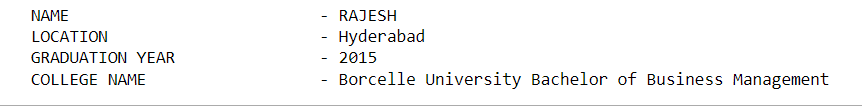 NAME - RAJESH
LOCATION - Hyderabad
GRADUATION YEAR - 2015
COLLEGE NAME - Borcelle University Bachelor of Business Management